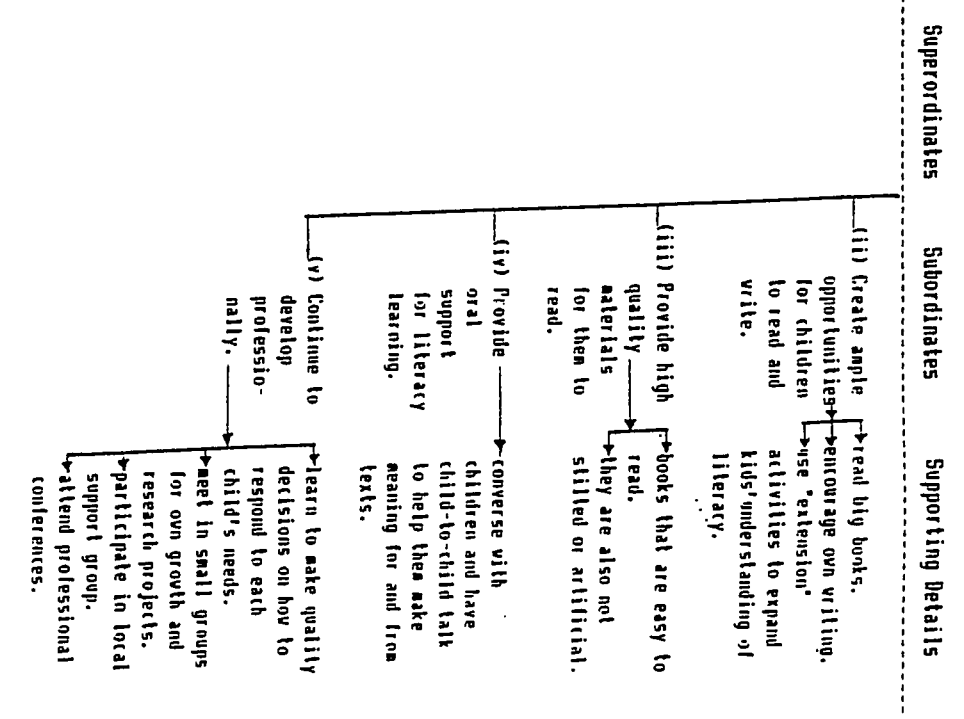 Superordinates Subordinates Supporting Details
(ii) Create ample
opportunities
for children
to read and
write.
read big books.
encourage own writing.
use "extension"
activities to expand
kids' understanding of
literacy.
(iii) Provide high
quality
materials
for them to
read.
books that are easy to
read.
they are also not
stilted or artificial.
(iv) Provide
oral
support
for literacy
learning.
converse with
children and have
child-to-child talk
to help them make
meaning for and from
texts.
(v) Continue to
develop
professio-
nally.
learn to make quality
decisions on how to
respond to each
child's needs.
meet in small groups
for own growth and
research projects.
participate in local
support group.
attend professional
conferences.